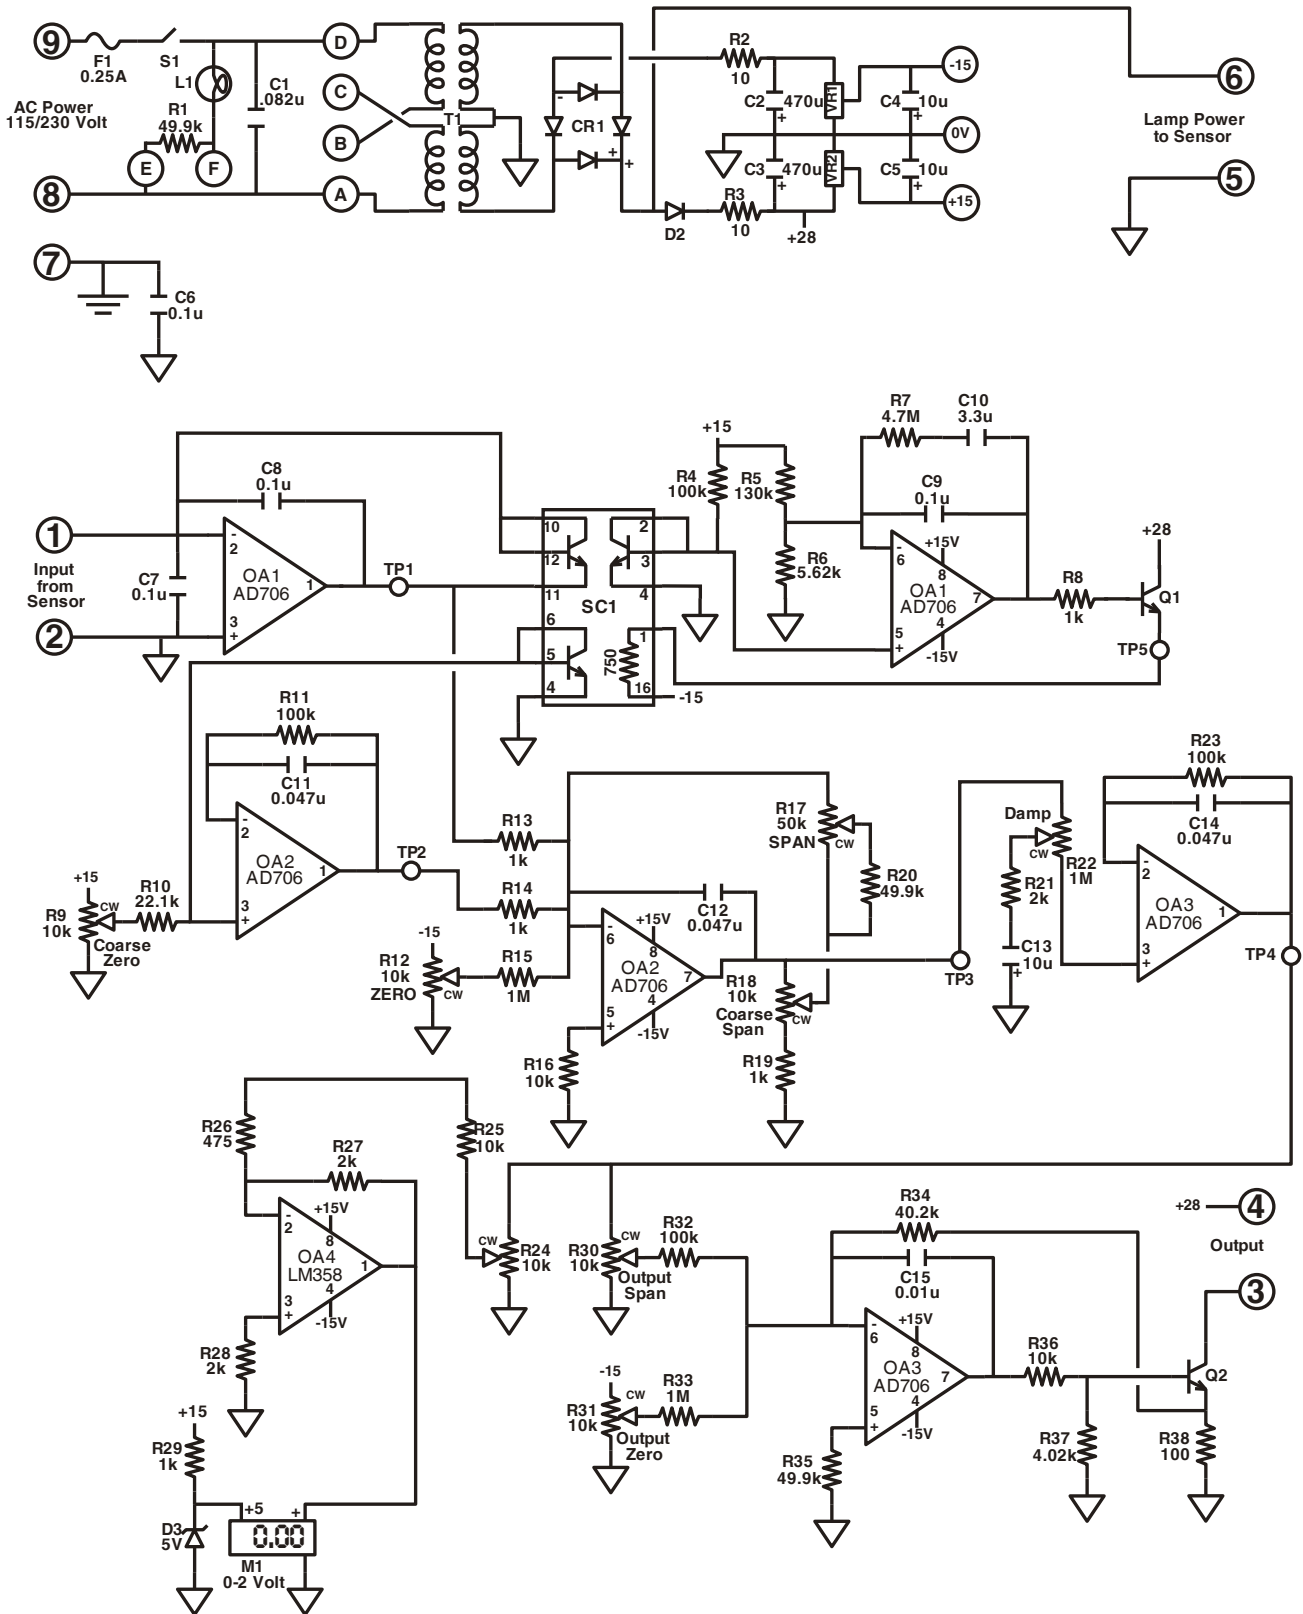 9
F1
0.25A
S1
L1
R1
49.9k
C1
.082u
AC Power
115/230 Volt
E
F
8
D
C
B
A
T1
-
CR1
+
+
R2
10
C2
470u
+
C3
470u
+
VR1
VR2
C4
10u
+
C5
10u
+
-15
0V
+15
D2
R3
10
+28
6
Lamp Power
to Sensor
5
7
C6
0.1u
1
Input
from
Sensor
2
C7
0.1u
C8
0.1u
-
2
OA1
AD706
1
3
+
TP1
10
12
11
6
5
4
2
3
4
SC1
1
750
16
-15
+15
R4
100k
R5
130k
R6
5.62k
R7
4.7M
C10
3.3u
C9
0.1u
-
6
+15V
8
OA1
AD706
7
4
5
+
-15V
R8
1k
+28
Q1
TP5
R11
100k
C11
0.047u
-
2
OA2
AD706
1
3
+
TP2
+15
R9
10k
CW
Coarse
Zero
R10
22.1k
R13
1k
R14
1k
R15
1M
-15
R12
10k
ZERO
CW
R16
10k
C12
0.047u
-
6
+15V
8
OA2
AD706
7
4
5
+
-15V
R17
50k
SPAN
CW
R20
49.9k
R18
10k
Coarse
Span
CW
R19
1k
TP3
Damp
CW
R22
1M
R21
2k
C13
10u
+
R23
100k
C14
0.047u
-
2
OA3
AD706
1
3
+
TP4
R26
475
R27
2k
R25
10k
-
2
+15V
8
OA4
LM358
1
4
3
+
-15V
R28
2k
CW
R24
10k
+15
R29
1k
D3
5V
+5
+
0.00
M1
0-2 Volt
R30
10k
CW
Output
Span
R32
100k
-15
R31
10k
CW
Output
Zero
R33
1M
R34
40.2k
C15
0.01u
-
6
+15V
8
OA3
AD706
7
4
5
+
-15V
R35
49.9k
R36
10k
R37
4.02k
Q2
R38
100
+28
4
Output
3